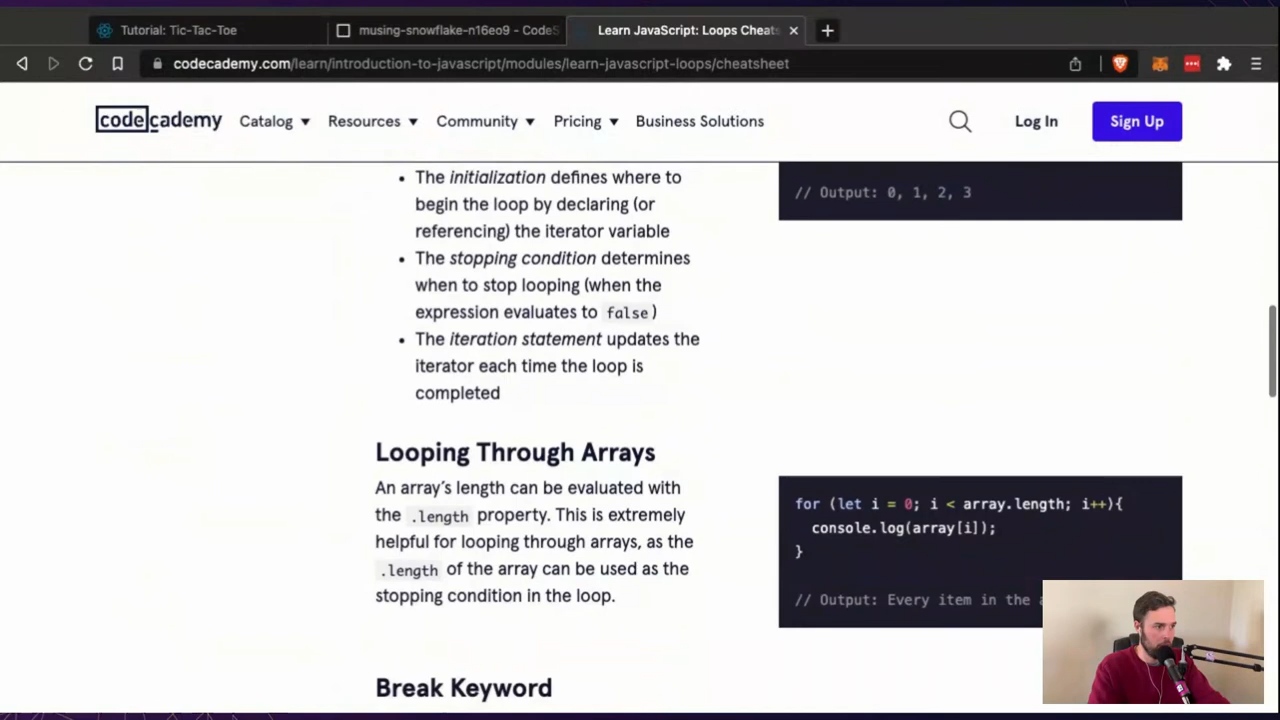 Tutorial: Tic-Tac-Toe
musing-snowflake-n16eo9 - CodeS
Learn JavaScript: Loops Cheats
codecademy.com/learn/introduction-to-javascript/modules/learn-javascript-loops/cheatsheet
codecademy
Catalog
Resources
Community
Pricing
Business Solutions
Log In
Sign Up
The initialization defines where to
begin the loop by declaring (or
referencing) the iterator variable
The stopping condition determines
when to stop looping (when the
expression evaluates to false)
The iteration statement updates the
iterator each time the loop is
completed
// Output: 0, 1, 2, 3
Looping Through Arrays
An array’s length can be evaluated with
the .length property. This is extremely
helpful for looping through arrays, as the
.length of the array can be used as the
stopping condition in the loop.
for (let i = 0; i < array.length; i++){
console.log(array[i]);
}
// Output: Every item in the a
Break Keyword